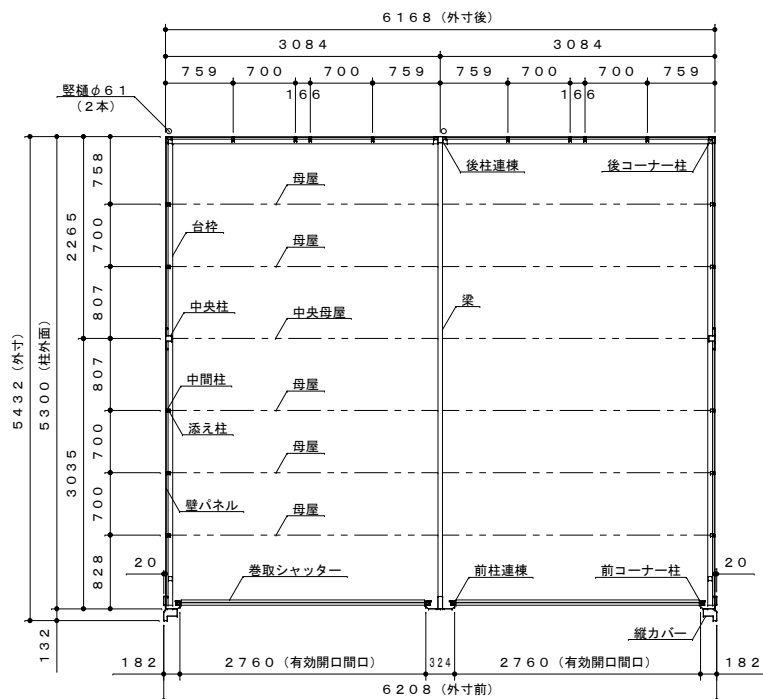 6168(外寸後)
3084 3084
759 700 700 759 759 700 700 759
166 166
竪樋φ61
(2本)
後柱連棟 後コーナー柱
758
母屋
2265
700
台枠 母屋
807
中央柱 中央母屋 梁
5432(外寸)
5300(柱外面)
807
中間柱 母屋
添え柱
3035
700
母屋
700
壁パネル 母屋
828
20 巻取シャッター 前柱連棟 前コーナー柱 20
132
縦カバー
182 2760(有効開口間口) 324 2760(有効開口間口) 182
6208(外寸前)